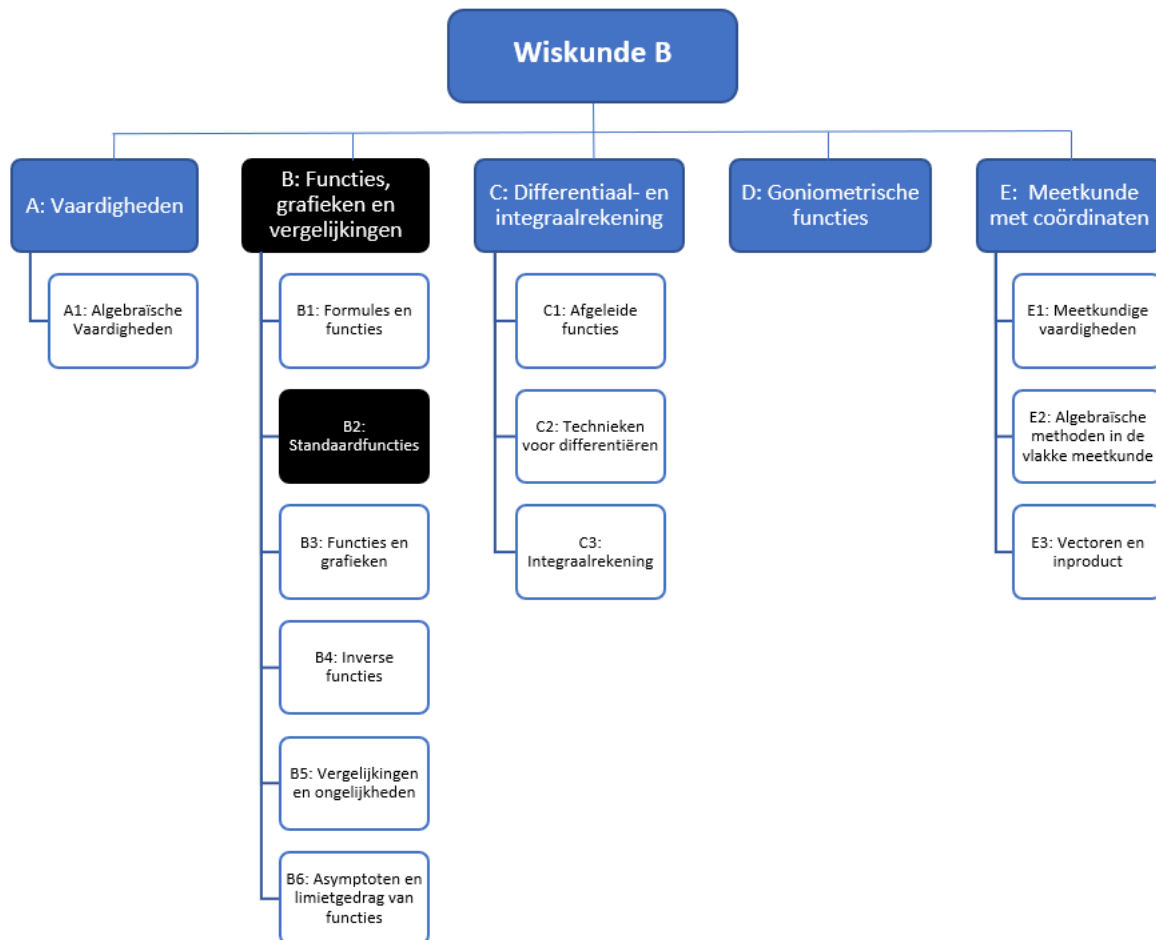 Wiskunde B
A: Vaardigheden
B: Functies,
grafieken en
vergelijkingen
C: Differentiaal- en
integraalrekening
D: Goniometrische
functies
E:  Meetkunde
met coördinaten
A1: Algebraïsche
Vaardigheden
B1: Formules en
functies
B2:
Standaardfuncties
B3: Functies en
grafieken
B4: Inverse
functies
B5: Vergelijkingen
en ongelijkheden
B6: Asymptoten en
limietgedrag van
functies
C1: Afgeleide
functies
C2: Technieken
voor differentiëren
C3:
Integraalrekening
E1: Meetkundige
vaardigheden
E2: Algebraïsche
methoden in de
vlakke meetkunde
E3: Vectoren en
inproduct